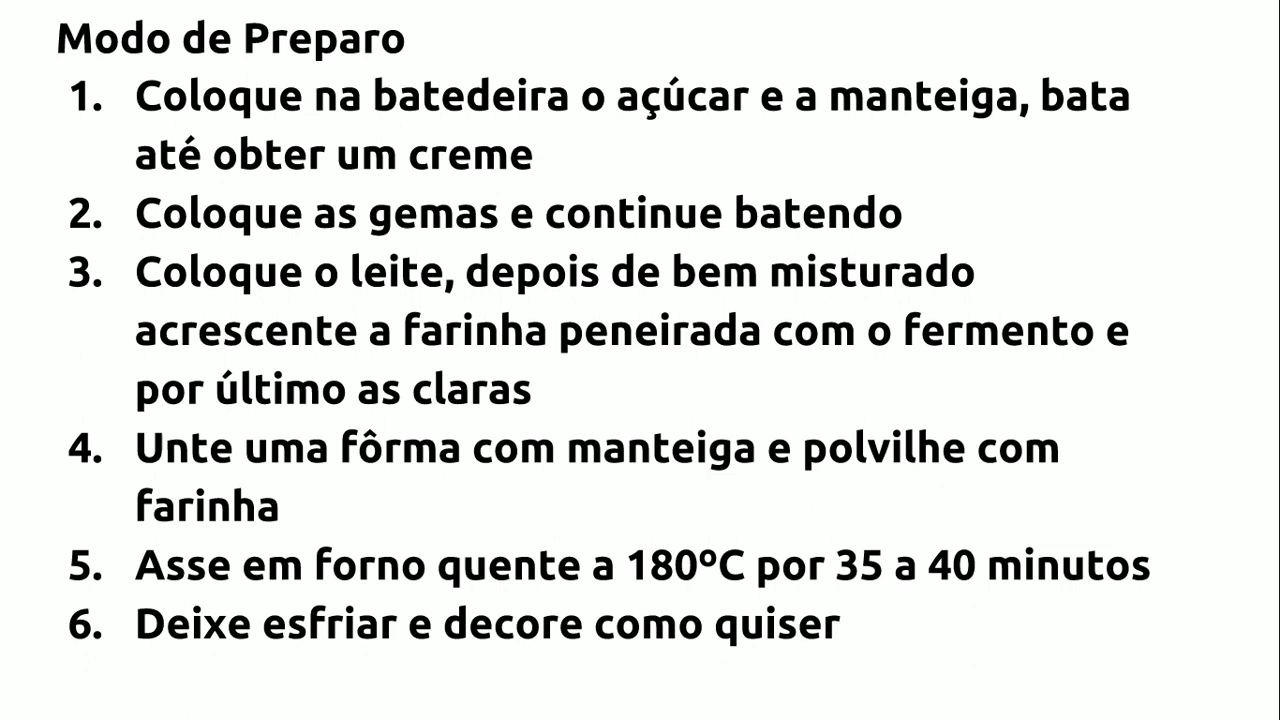 Modo de Preparo
1. Coloque na batedeira o açúcar e a manteiga, bata
até obter um creme
2. Coloque as gemas e continue batendo
3. Coloque o leite, depois de bem misturado
acrescente a farinha peneirada com o fermento e
por último as claras
4. Unte uma fôrma com manteiga e polvilhe com
farinha
5. Asse em forno quente a 180ºC por 35 a 40 minutos
6. Deixe esfriar e decore como quiser